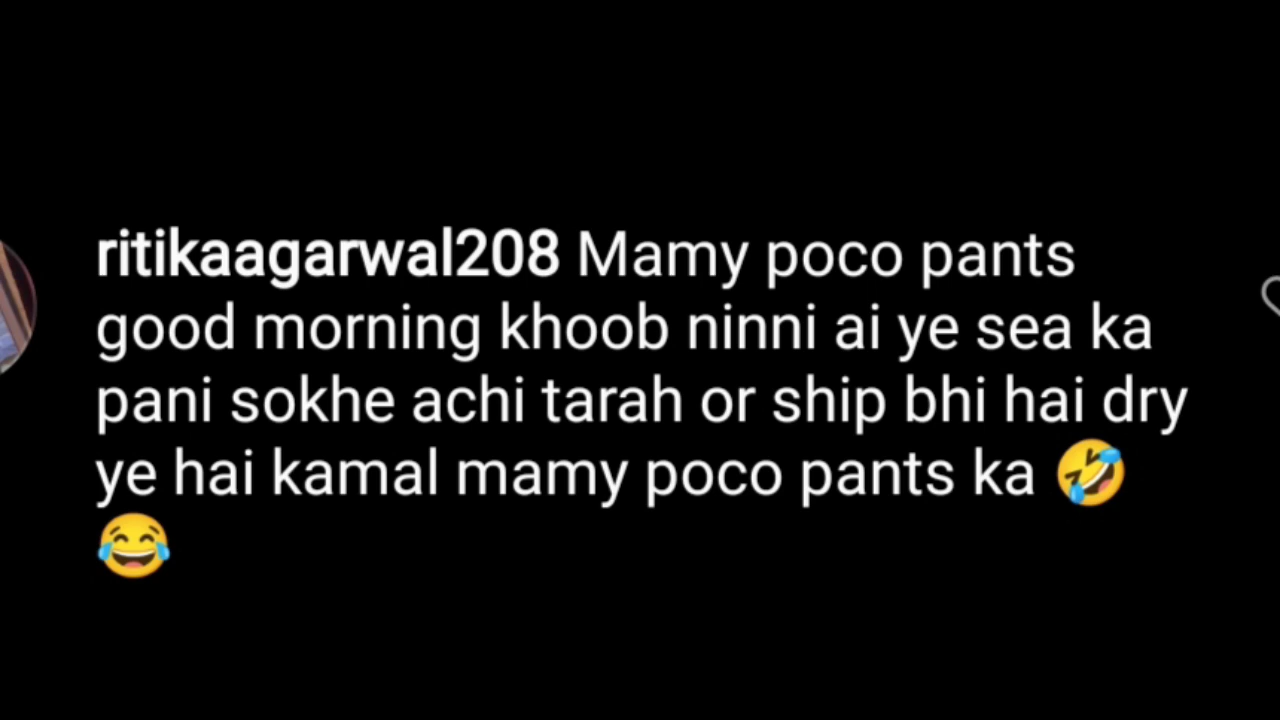 ritikaagarwal208 Mamy poco pants
good morning khoob ninni ai ye sea ka
pani sokhe achi tarah or ship bhi hai dry
ye hai kamal mamy poco pants ka 🤣
😂